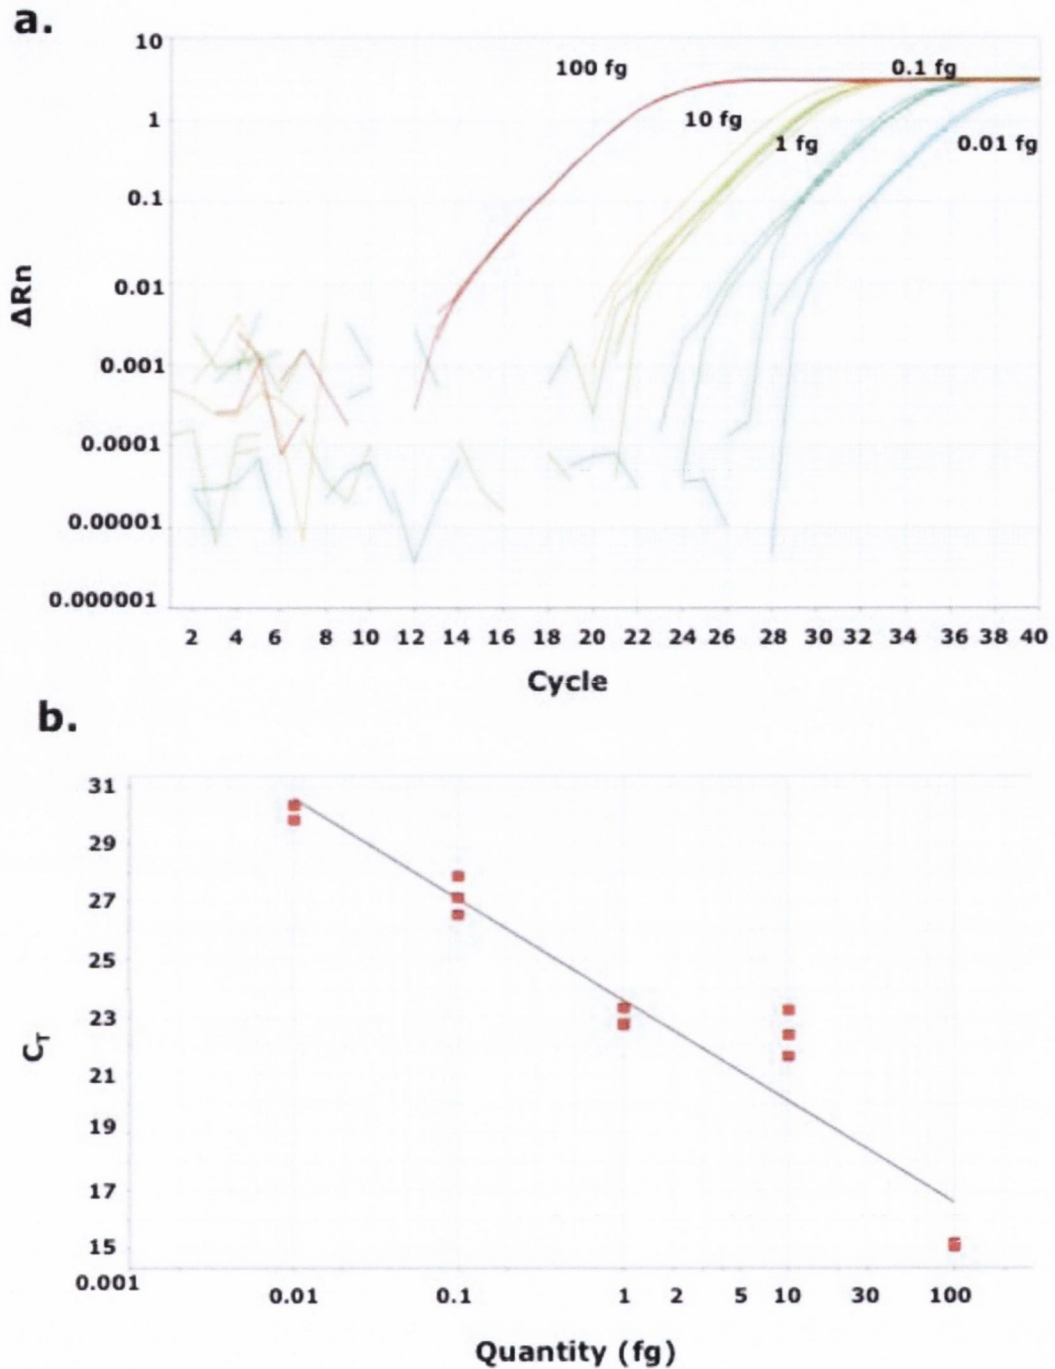 a.
10
1
0.1
0.01
0.001
0.0001
0.00001
0.000001
ΔRn
100 fg
10 fg
1 fg
0.1 fg
0.01 fg
2 4 6 8 10 12 14 16 18 20 22 24 26 28 30 32 34 36 38 40
Cycle
b.
31
29
27
25
23
21
19
17
15
CT
0.001 0.01 0.1 1 2 5 10 30 100
Quantity (fg)